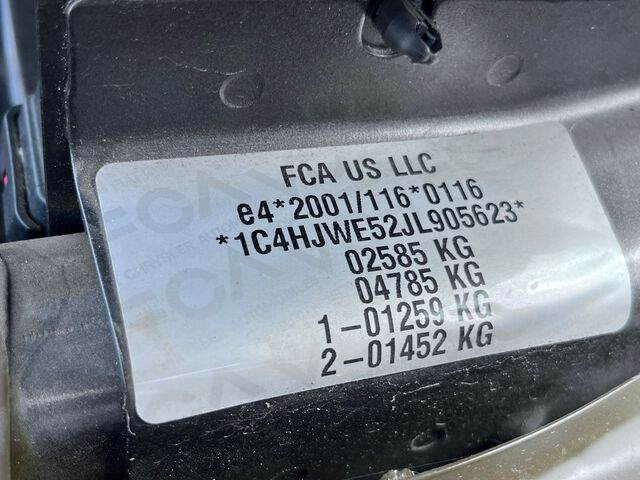 FCA US LLC
e4*2001/116*0116
*1C4HJWE52JL905623*
02585 KG
04785 KG
1-01259 KG
2-01452 KG